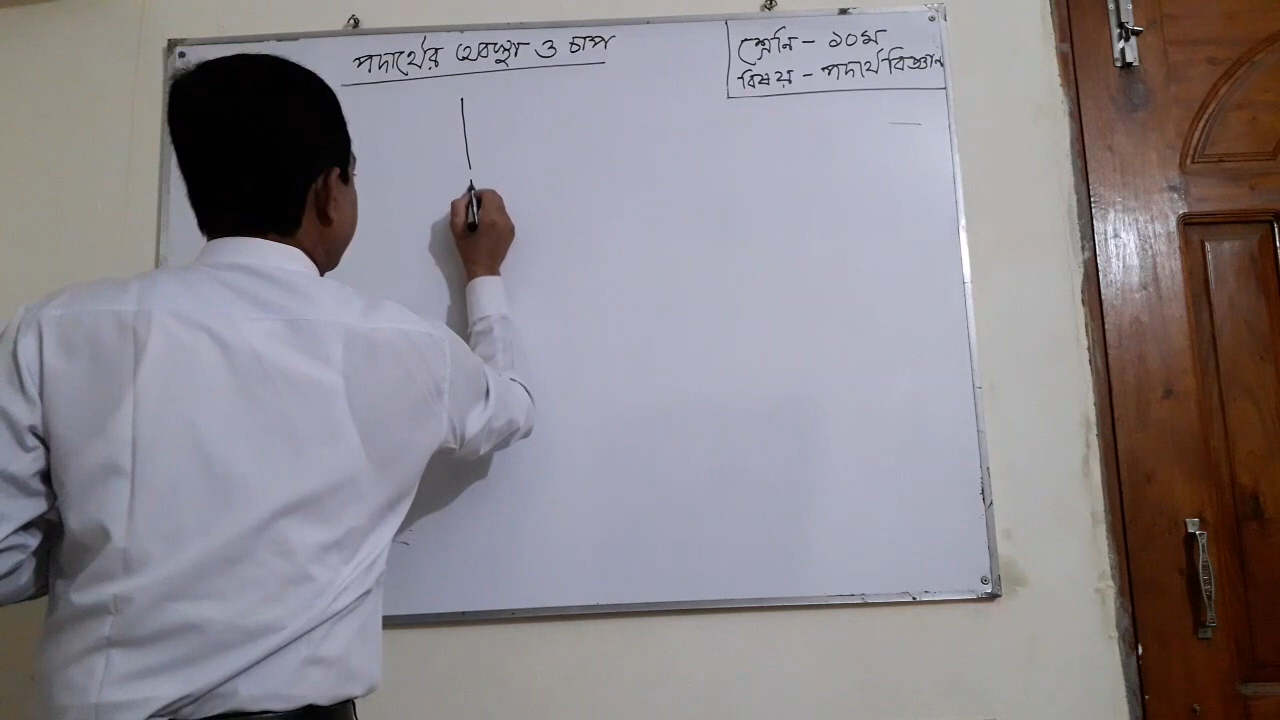 পদার্থের অবস্থা ও চাপ
শ্রেনি - ১০ম
বিষয় - পদার্থবিজ্ঞান